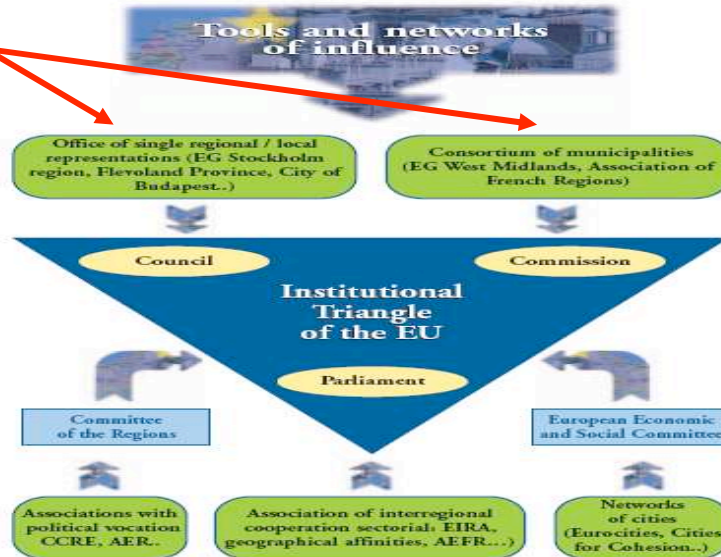 Tools and networks
of influence
Office of single regional / local
representations (EG Stockholm
region, Flevoland Province, City of
Budapest..)
Consortium of municipalities
(EG West Midlands, Association of
French Regions)
Council
Commission
Institutional
Triangle
of the EU
Parliament
Committee
of the Regions
European Economic
and Social Committee
Associations with
political vocation
CCRE, AER..
Association of interregional
cooperation sectorial: EIRA,
geographical affinities, AEFR...)
Networks
of cities
(Eurocities, Cities
for Cohesion..)